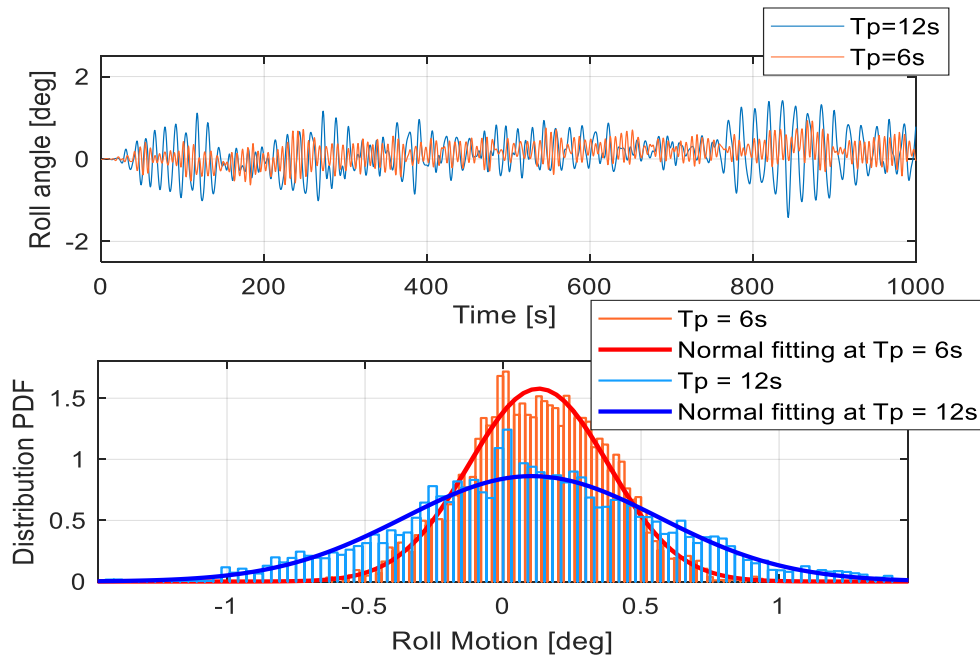 Tp=12s
Tp=6s
Roll angle [deg]
2
0
-2
0
200
400
600
800
1000
Time [s]
Tp = 6s
Normal fitting at Tp = 6s
Tp = 12s
Normal fitting at Tp = 12s
Distribution PDF
1.5
1
0.5
0
-1
-0.5
0
0.5
1
Roll Motion [deg]